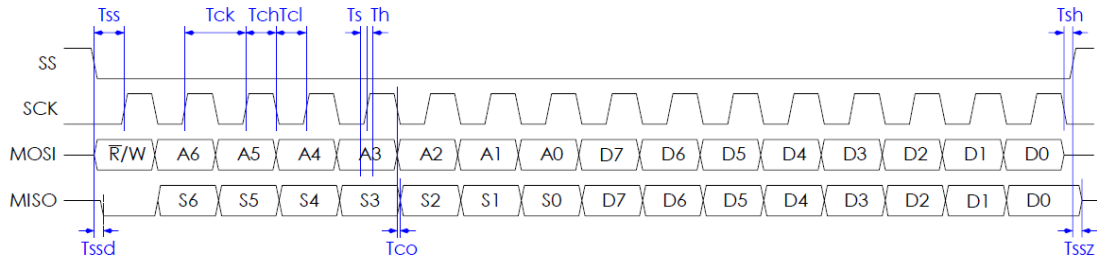 Tss Tck Tch Tcl Ts Th Tsh
SS
SCK
MOSI R̅/W A6 A5 A4 A3 A2 A1 A0 D7 D6 D5 D4 D3 D2 D1 D0
MISO S6 S5 S4 S3 S2 S1 S0 D7 D6 D5 D4 D3 D2 D1 D0
Tssd Tco Tssz